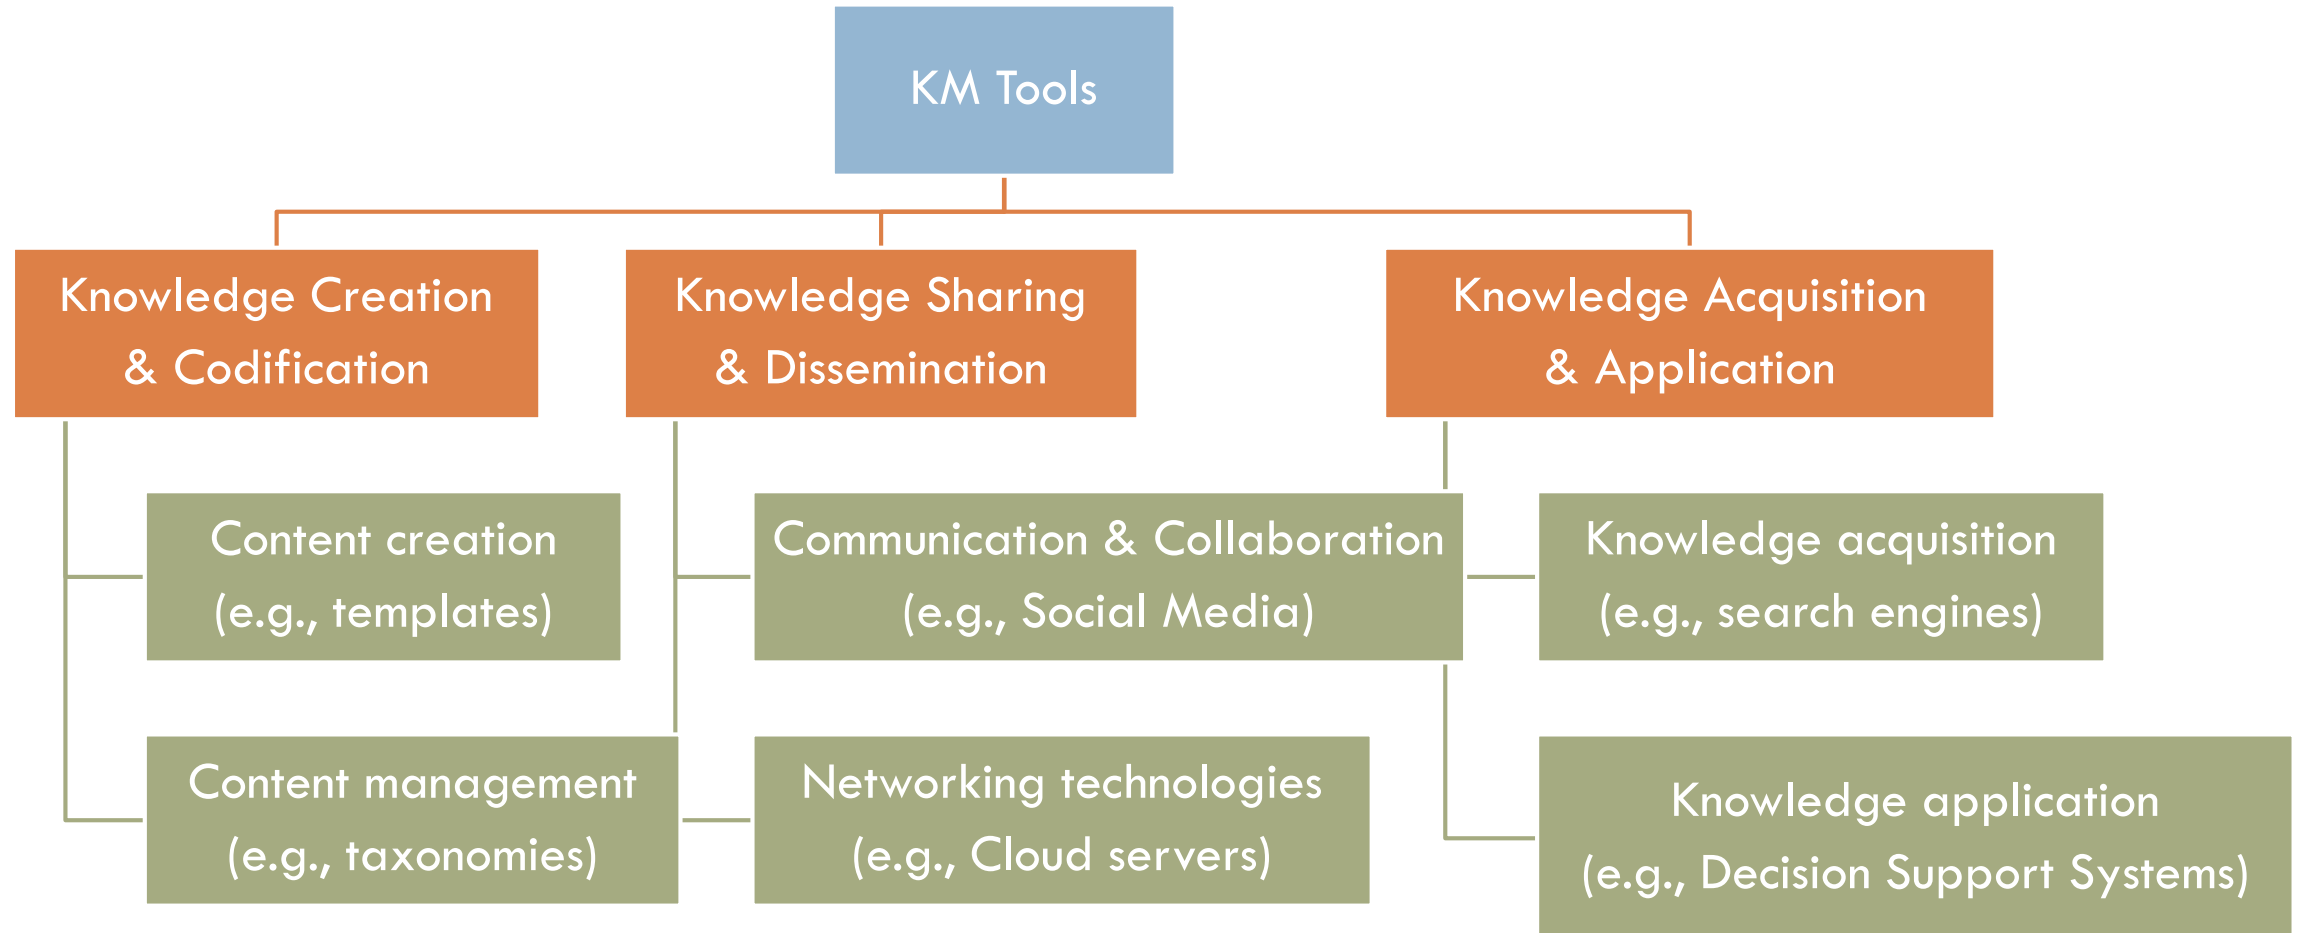 KM Tools
Knowledge Creation
& Codification
Knowledge Sharing
& Dissemination
Knowledge Acquisition
& Application
Content creation
(e.g., templates)
Communication & Collaboration
(e.g., Social Media)
Knowledge acquisition
(e.g., search engines)
Content management
(e.g., taxonomies)
Networking technologies
(e.g., Cloud servers)
Knowledge application
(e.g., Decision Support Systems)